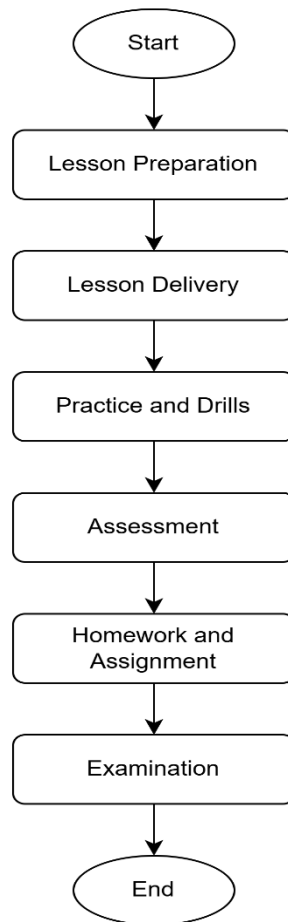 Start
Lesson Preparation
Lesson Delivery
Practice and Drills
Assessment
Homework and
Assignment
Examination
End